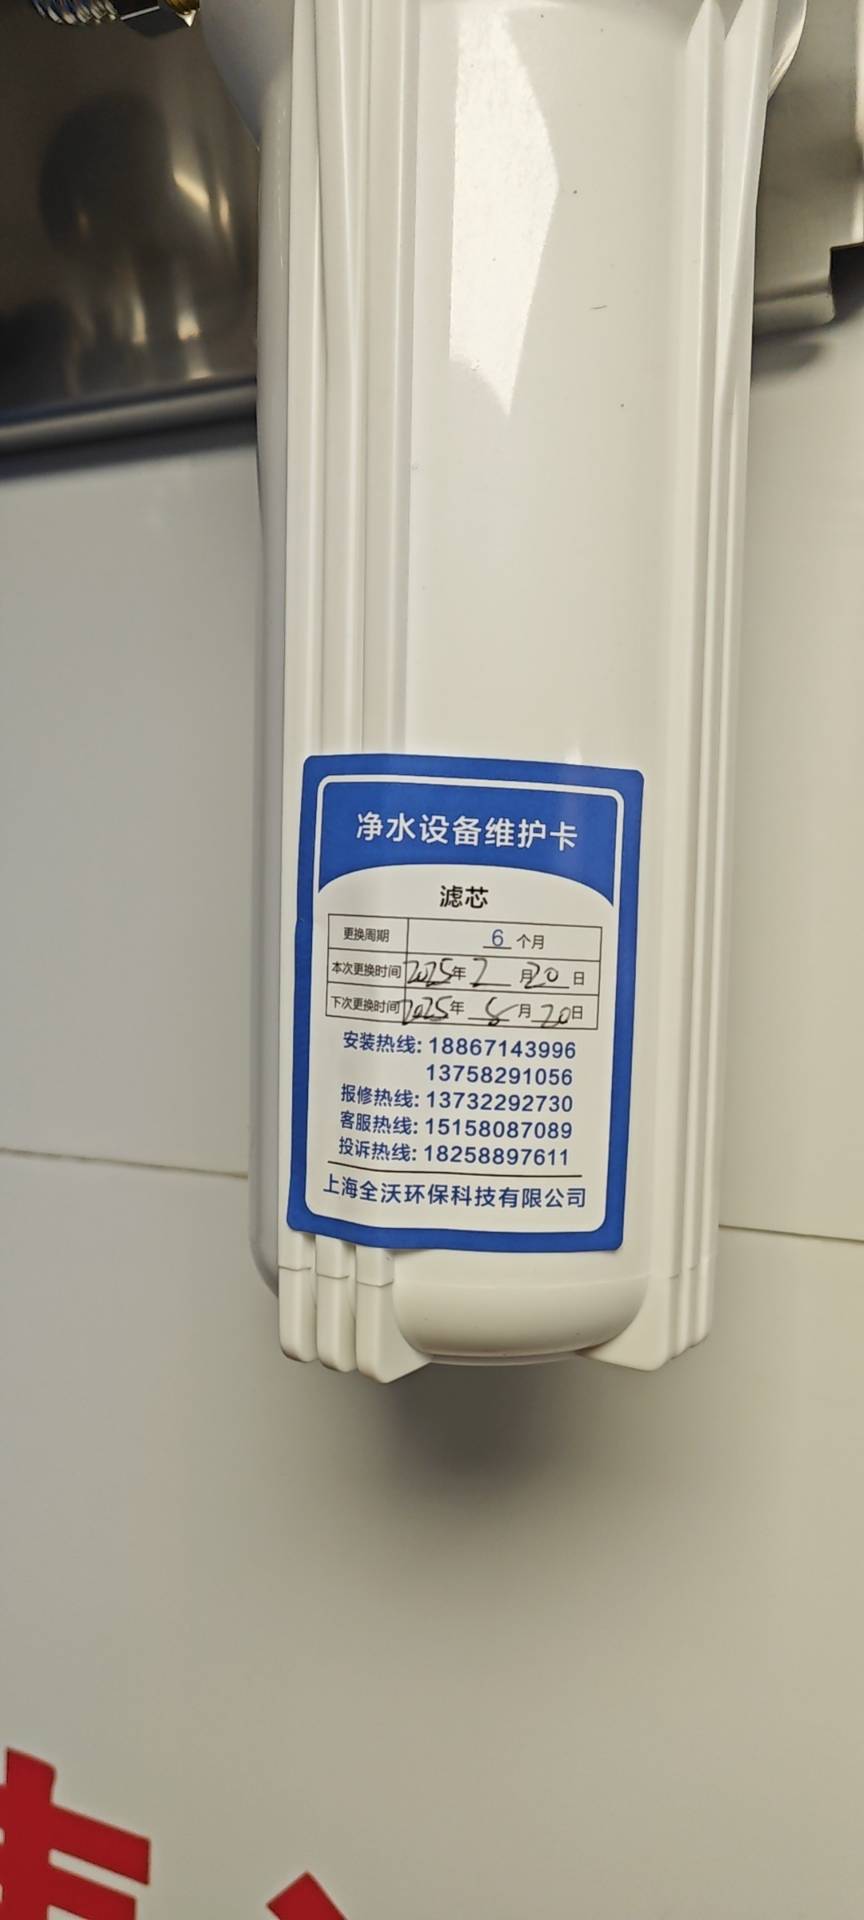 净水设备维护卡
滤芯
更换周期 6 个月
本次更换时间 2025年 2 月 20 日
下次更换时间 2025年 8 月 20日
安装热线: 18867143996
13758291056
报修热线: 13732292730
客服热线: 15158087089
投诉热线: 18258897611
上海全沃环保科技有限公司